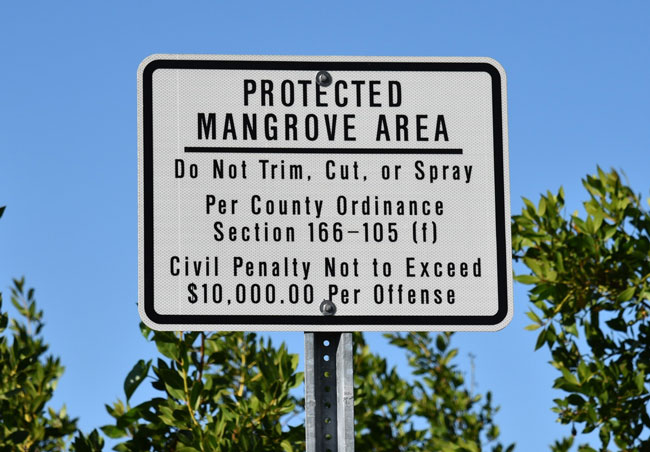 PROTECTED
MANGROVE AREA
Do Not Trim, Cut, or Spray
Per County Ordinance
Section 166-105 (f)
Civil Penalty Not to Exceed
$10,000.00 Per Offense